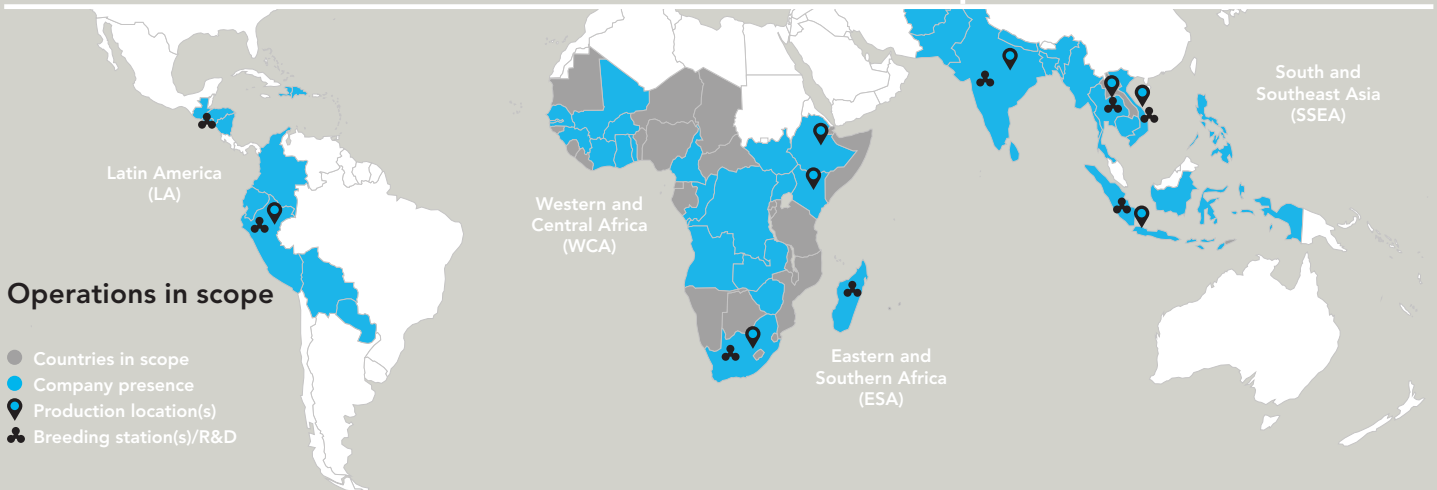 South and
Southeast Asia
(SSEA)
Latin America
(LA)
Western and
Central Africa
(WCA)
Operations in scope
Eastern and
Southern Africa
(ESA)
Countries in scope
Company presence
Production location(s)
Breeding station(s)/R&D